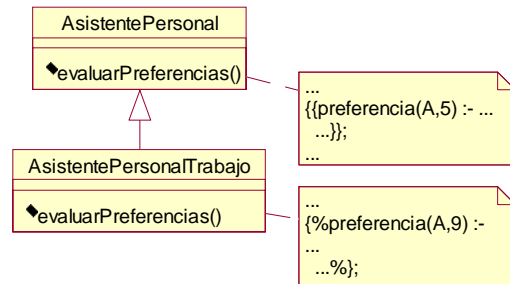 AsistentePersonal
evaluarPreferencias()
...
{{preferencia(A,5) :- ...
...}};
...
AsistentePersonalTrabajo
evaluarPreferencias()
...
{%preferencia(A,9) :-
...
...%};